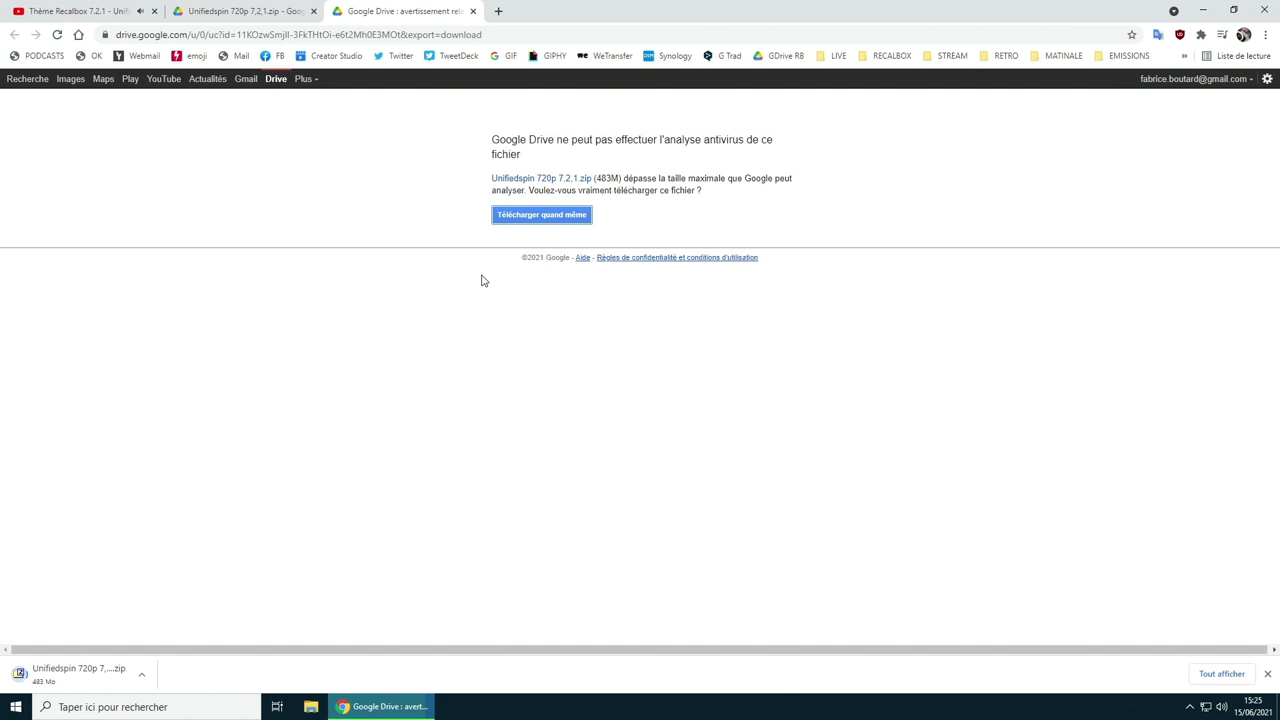 Thème Recalbox 7.2.1 - Unif
Unifiedspin 720p 7,2,1.zip - Goo
Google Drive : avertissement rela
drive.google.com/u/0/uc?id=11KOzwSmjlI-3FkTHtOi-e6t2Mh0E3MOt&export=download
PODCASTS OK Webmail emoji Mail FB Creator Studio Twitter TweetDeck GIF GIPHY WeTransfer Synology G Trad GDrive RB LIVE RECALBOX STREAM RETRO MATINALE EMISSIONS » Liste de lecture
Recherche Images Maps Play YouTube Actualités Gmail Drive Plus fabrice.boutard@gmail.com
Google Drive ne peut pas effectuer l'analyse antivirus de ce
fichier
Unifiedspin 720p 7,2,1.zip (483M) dépasse la taille maximale que Google peut
analyser. Voulez-vous vraiment télécharger ce fichier ?
Télécharger quand même
©2021 Google - Aide - Règles de confidentialité et conditions d'utilisation
Unifiedspin 720p 7,....zip
483 Mo
Tout afficher
Taper ici pour rechercher
Google Drive : avert...
15:25
15/06/2021